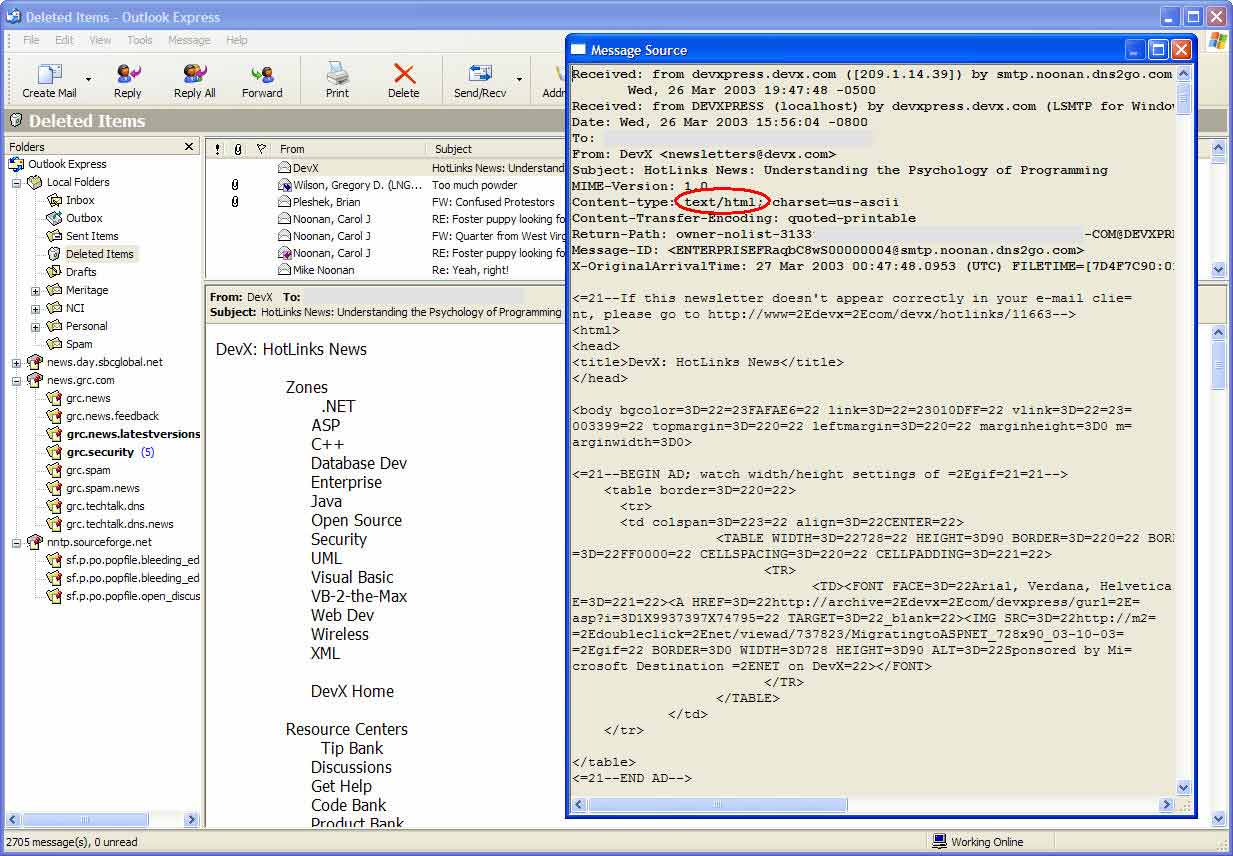 Deleted Items - Outlook Express
File Edit View Tools Message Help
Create Mail Reply Reply All Forward Print Delete Send/Recv
Deleted Items
Folders
Outlook Express
Local Folders
Inbox
Outbox
Sent Items
Deleted Items
Drafts
Meritage
NCI
Personal
Spam
news.day.sbcglobal.net
news.grc.com
grc.news
grc.news.feedback
grc.news.latestversions
grc.security (5)
grc.spam
grc.spam.news
grc.techtalk.dns
grc.techtalk.dns.news
nntp.sourceforge.net
sf.p.po.popfile.bleeding_ed
sf.p.po.popfile.bleeding_ed
sf.p.po.popfile.open_discus
! From Subject
DevX HotLinks News: Understand
Wilson, Gregory D. (LNG... Too much powder
Pleshek, Brian FW: Confused Protestors
Noonan, Carol J RE: Foster puppy looking fo
Noonan, Carol J FW: Quarter from West Virg
Noonan, Carol J RE: Foster puppy looking fo
Mike Noonan Re: Yeah, right!
From: DevX To:
Subject: HotLinks News: Understanding the Psychology of Programming
DevX: HotLinks News
Zones
.NET
ASP
C++
Database Dev
Enterprise
Java
Open Source
Security
UML
Visual Basic
VB-2-the-Max
Web Dev
Wireless
XML
DevX Home
Resource Centers
Tip Bank
Discussions
Get Help
Code Bank
Product Bank
Message Source
Received: from devxpress.devx.com ([209.1.14.39]) by smtp.noonan.dns2go.com
Wed, 26 Mar 2003 19:47:48 -0500
Received: from DEVXPRESS (localhost) by devxpress.devx.com (LSMTP for Window
Date: Wed, 26 Mar 2003 15:56:04 -0800
To:
From: DevX <newsletters@devx.com>
Subject: HotLinks News: Understanding the Psychology of Programming
MIME-Version: 1.0
Content-type: text/html; charset=us-ascii
Content-Transfer-Encoding: quoted-printable
Return-Path: owner-nolist-3133 -COM@DEVXPRE
Message-ID: <ENTERPRISEFRaqbC8wS00000004@smtp.noonan.dns2go.com>
X-OriginalArrivalTime: 27 Mar 2003 00:47:48.0953 (UTC) FILETIME=[7D4F7C90:01
<=21--If this newsletter doesn't appear correctly in your e-mail clie=
nt, please go to http://www=2Edevx=2Ecom/devx/hotlinks/11663-->
<html>
<head>
<title>DevX: HotLinks News</title>
</head>
<body bgcolor=3D=22=23FAFAE6=22 link=3D=22=23010DFF=22 vlink=3D=22=23=
003399=22 topmargin=3D=220=22 leftmargin=3D=220=22 marginheight=3D0 m=
arginwidth=3D0>
<=21--BEGIN AD; watch width/height settings of =2Egif=21=21-->
<table border=3D=220=22>
<tr>
<td colspan=3D=223=22 align=3D=22CENTER=22>
<TABLE WIDTH=3D=22728=22 HEIGHT=3D90 BORDER=3D=220=22 BORD
=3D=22FF0000=22 CELLSPACING=3D=220=22 CELLPADDING=3D=221=22>
<TR>
<TD><FONT FACE=3D=22Arial, Verdana, Helvetica
E=3D=221=22><A HREF=3D=22http://archive=2Edevx=2Ecom/devxpress/gurl=2E=
asp?i=3D1X9937397X74795=22 TARGET=3D=22_blank=22><IMG SRC=3D=22http://m2=
=2Edoubleclick=2Enet/viewad/737823/MigratingtoASPNET_728x90_03-10-03=
=2Egif=22 BORDER=3D0 WIDTH=3D728 HEIGHT=3D90 ALT=3D=22Sponsored by Mi=
crosoft Destination =2ENET on DevX=22></FONT>
</TR>
</TABLE>
</td>
</tr>
</table>
<=21--END AD-->
2705 message(s), 0 unread
Working Online